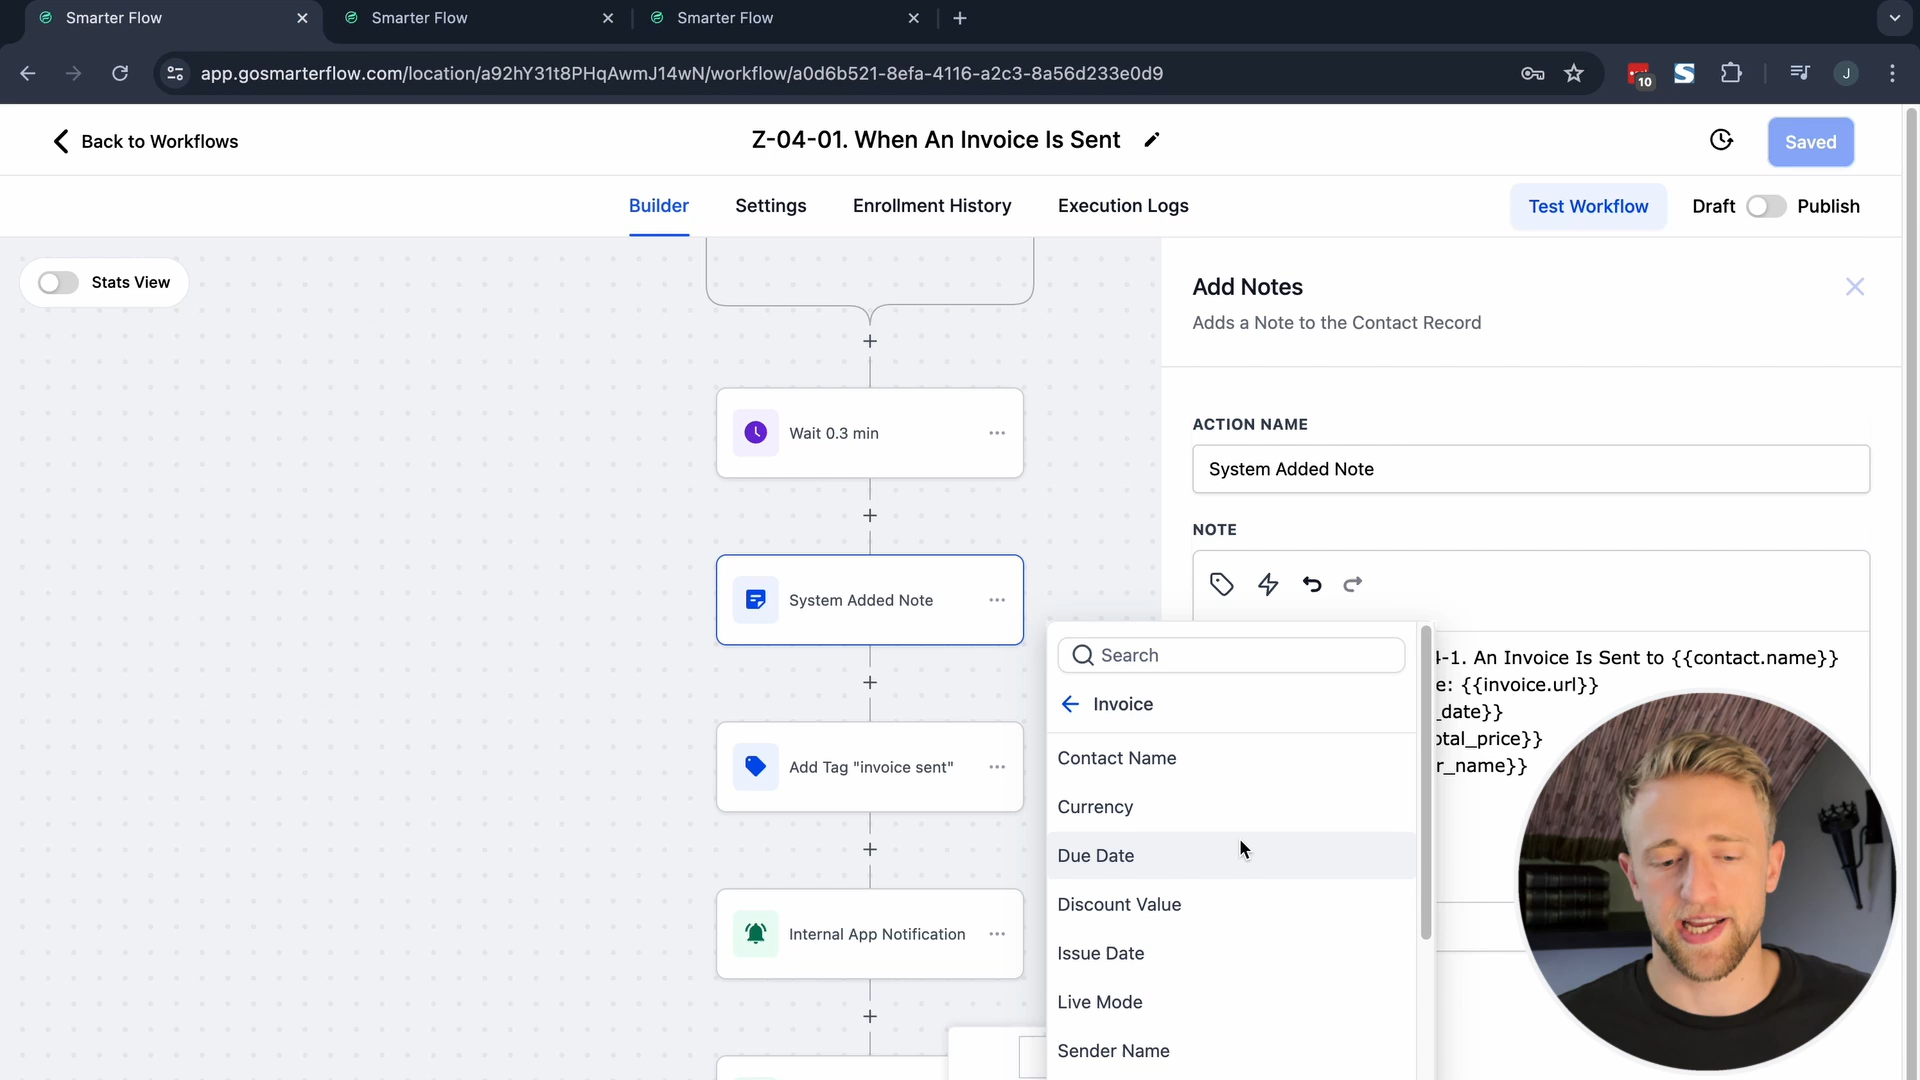 Smarter Flow
Smarter Flow
Smarter Flow
app.gosmarterflow.com/location/a92hY31t8PHqAwmJ14wN/workflow/a0d6b521-8efa-4116-a2c3-8a56d233e0d9
10
J
Back to Workflows
Z-04-01. When An Invoice Is Sent
Saved
Builder
Settings
Enrollment History
Execution Logs
Test Workflow
Draft
Publish
Stats View
Wait 0.3 min
System Added Note
Add Tag "invoice sent"
Internal App Notification
Add Notes
Adds a Note to the Contact Record
ACTION NAME
System Added Note
NOTE
-1. An Invoice Is Sent to {{contact.name}}
e: {{invoice.url}}
_date}}
otal_price}}
r_name}}
Search
Invoice
Contact Name
Currency
Due Date
Discount Value
Issue Date
Live Mode
Sender Name